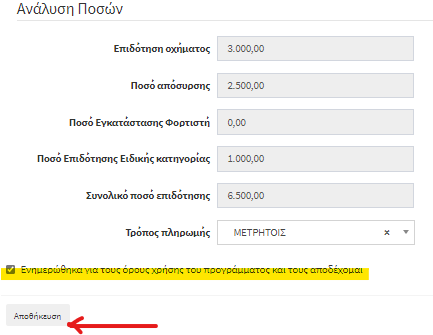 Ανάλυση Ποσών
Επιδότηση οχήματος 3.000,00
Ποσό απόσυρσης 2.500,00
Ποσό Εγκατάστασης Φορτιστή 0,00
Ποσό Επιδότησης Ειδικής κατηγορίας 1.000,00
Συνολικό ποσό επιδότησης 6.500,00
Τρόπος πληρωμής ΜΕΤΡΗΤΟΙΣ ×
Ενημερώθηκα για τους όρους χρήσης του προγράμματος και τους αποδέχομαι
Αποθήκευση